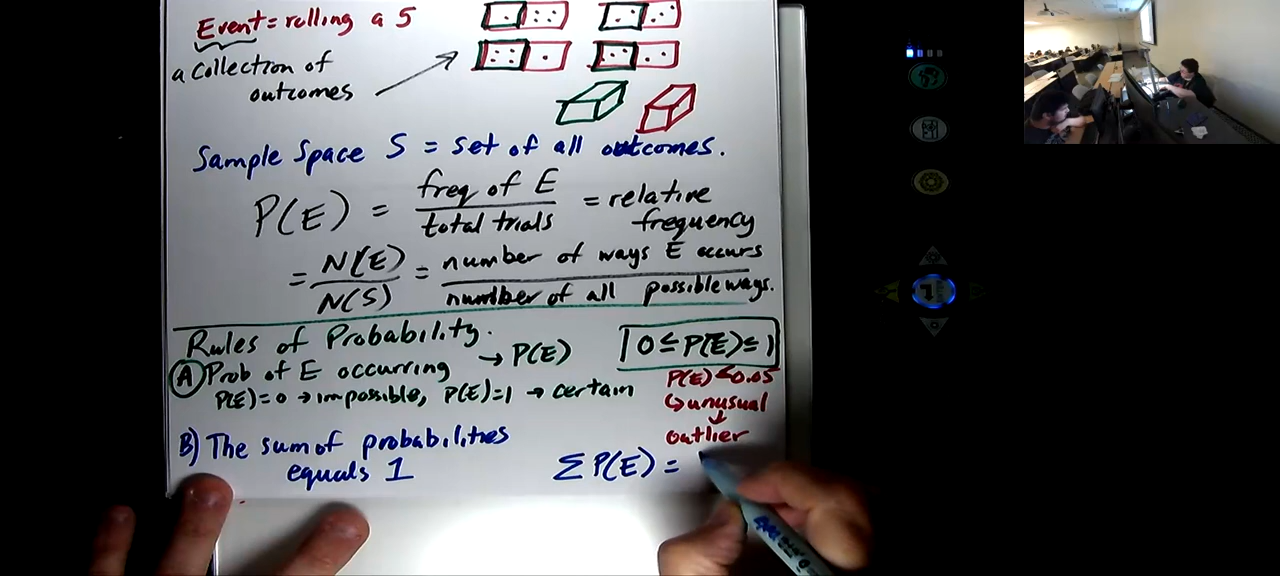 Event = rolling a 5
a collection of
outcomes
Sample Space S = set of all outcomes.
P(E) = freq of E / total trials = relative frequency
= N(E) / N(S) = number of ways E occurs / number of all possible ways.
Rules of Probability.
(A) Prob of E occurring → P(E) 0 ≤ P(E) ≤ 1
P(E)=0 → impossible, P(E)=1 → certain
P(E) < 0.05
↳ unusual
↓
outlier
B) The sum of probabilities
equals 1 Σ P(E) =